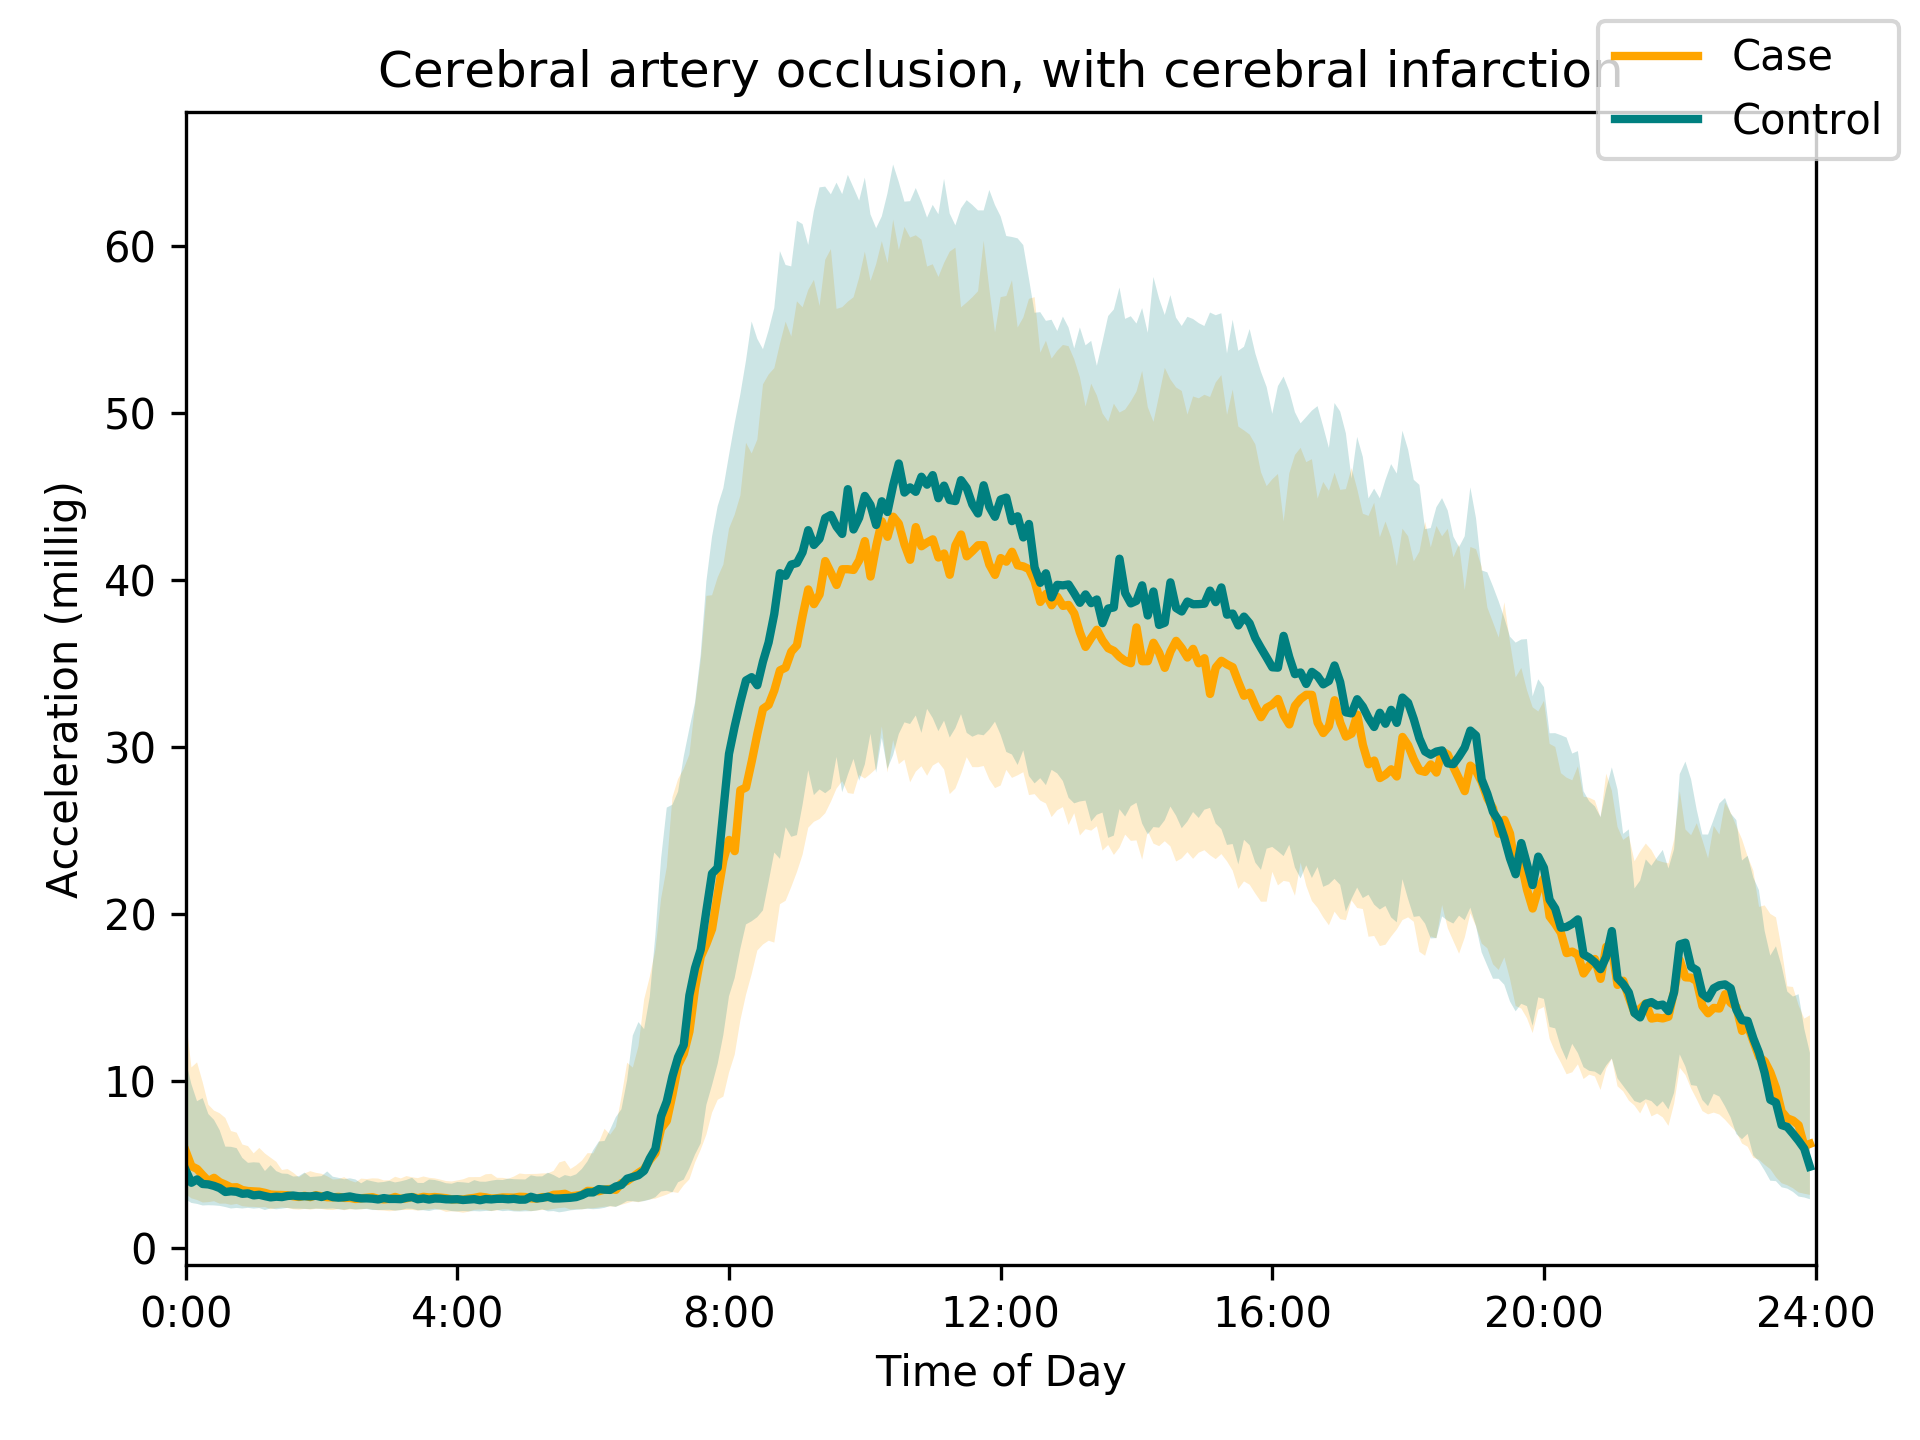 Cerebral artery occlusion, with cerebral infarction
Case
Control
Acceleration (millig)
60
50
40
30
20
10
0
0:00 4:00 8:00 12:00 16:00 20:00 24:00
Time of Day